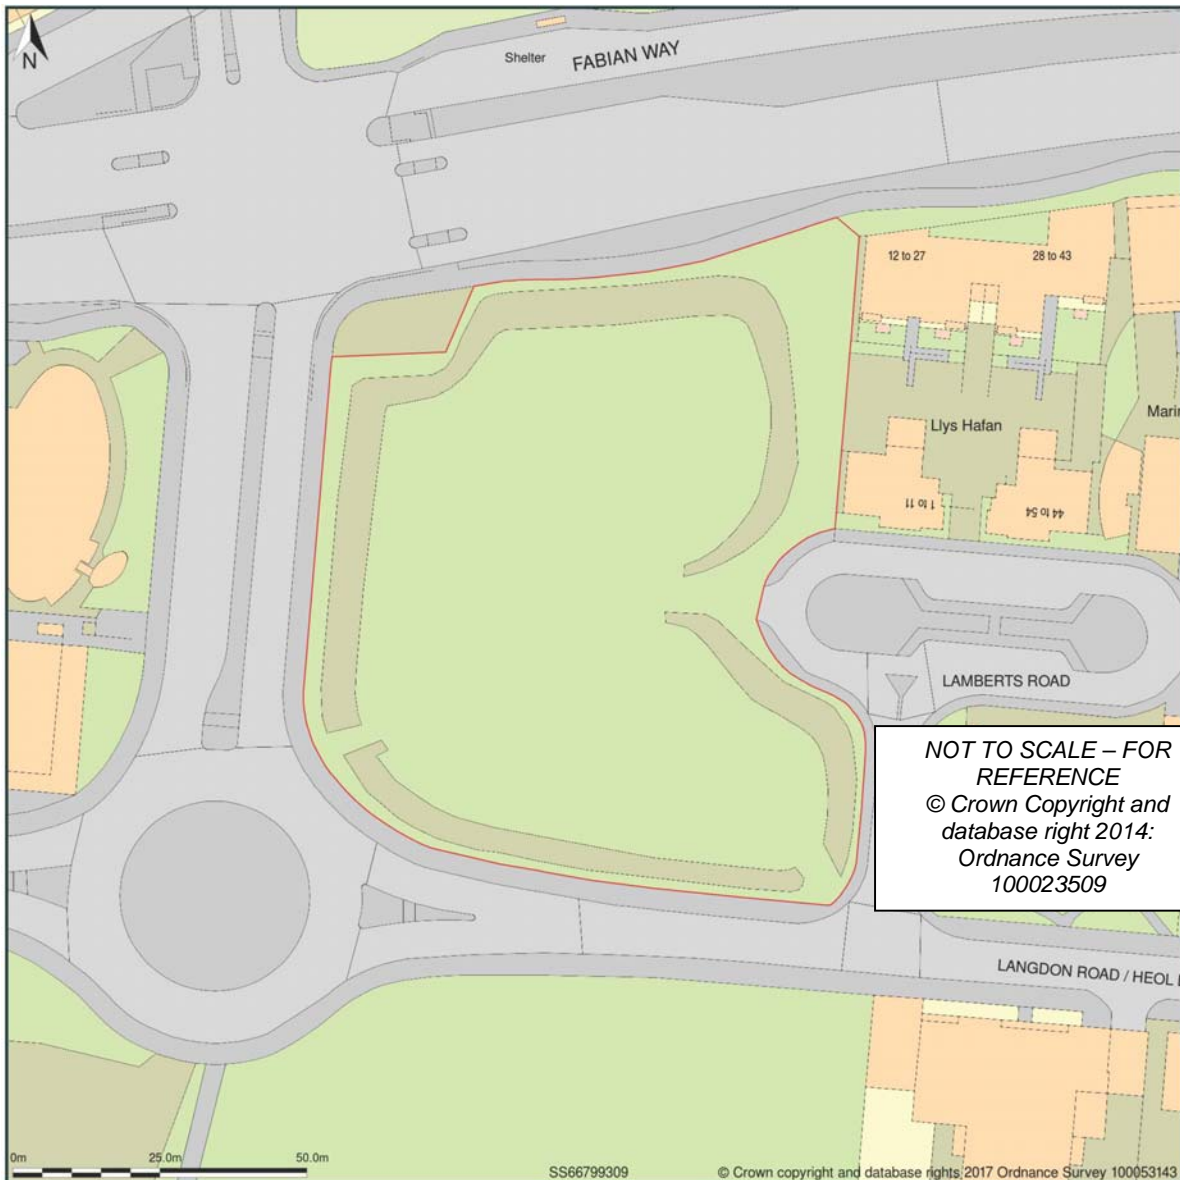 N
Shelter
FABIAN WAY
12 to 27
28 to 43
Llys Hafan
Marin
1 to 11
44 to 54
LAMBERTS ROAD
NOT TO SCALE – FOR
REFERENCE
© Crown Copyright and
database right 2014:
Ordnance Survey
100023509
LANGDON ROAD / HEOL
0m
25.0m
50.0m
SS66799309
© Crown copyright and database rights 2017 Ordnance Survey 100053143